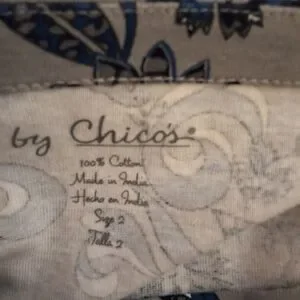 by Chico's®
100% Cotton
Made in India
Hecho en India
Size 2
Talla 2